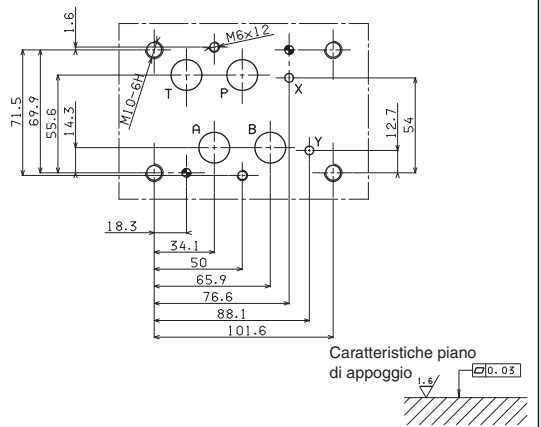 1.6
M6x12
T
P
X
M10-6H
71.5
69.9
55.6
14.3
A
B
Y
12.7
54
18.3
34.1
50
65.9
76.6
88.1
101.6
Caratteristiche piano
di appoggio
1.6
0.03